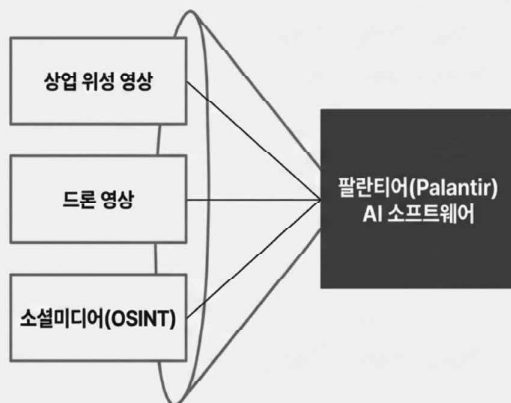 상업 위성 영상
드론 영상
소셜미디어(OSINT)
팔란티어(Palantir)
AI 소프트웨어